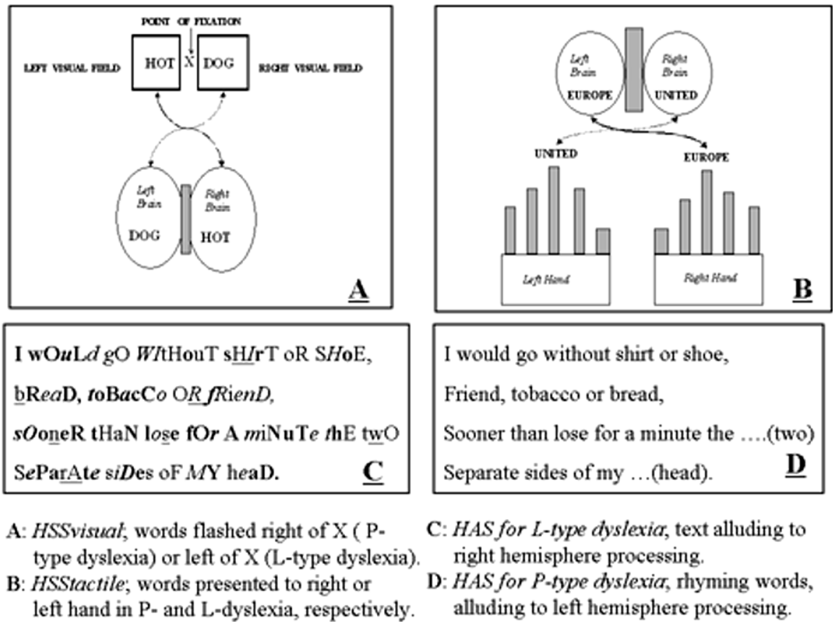 POINT OF FIXATION
LEFT VISUAL FIELD
HOT X DOG
RIGHT VISUAL FIELD
Left Brain
DOG
Right Brain
HOT
A
Left Brain
EUROPE
Right Brain
UNITED
UNITED
EUROPE
Left Hand
Right Hand
B
I wOuLd gO WItHouT sHIrT oR SHoE,
bReaD, toBacCo OR fRienD,
sOoneR tHaN lose fOr A miNuTe thE twO
SeParAte siDes oF MY heaD.
C
I would go without shirt or shoe,
Friend, tobacco or bread,
Sooner than lose for a minute the ....(two)
Separate sides of my ...(head).
D
A: HSSvisual; words flashed right of X ( P-
type dyslexia) or left of X (L-type dyslexia).
B: HSStactile; words presented to right or
left hand in P- and L-dyslexia, respectively.
C: HAS for L-type dyslexia; text alluding to
right hemisphere processing.
D: HAS for P-type dyslexia; rhyming words,
alluding to left hemisphere processing.